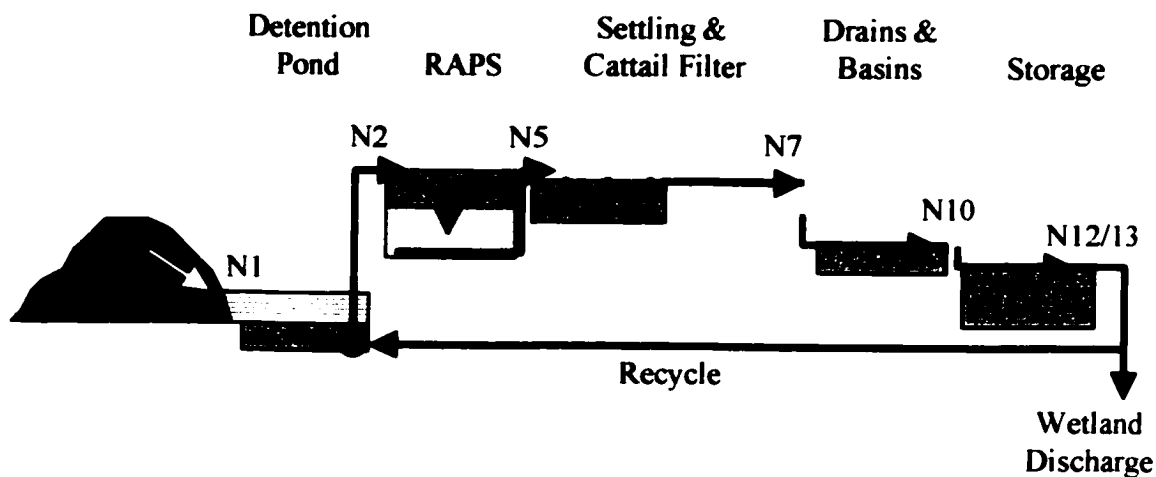 Detention
Pond
RAPS
Settling &
Cattail Filter
Drains &
Basins
Storage
N2
N5
N7
N10
N12/13
N1
Recycle
Wetland
Discharge